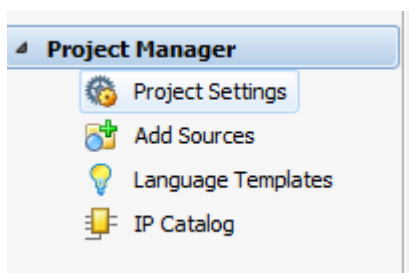 Project Manager
Project Settings
Add Sources
Language Templates
IP Catalog